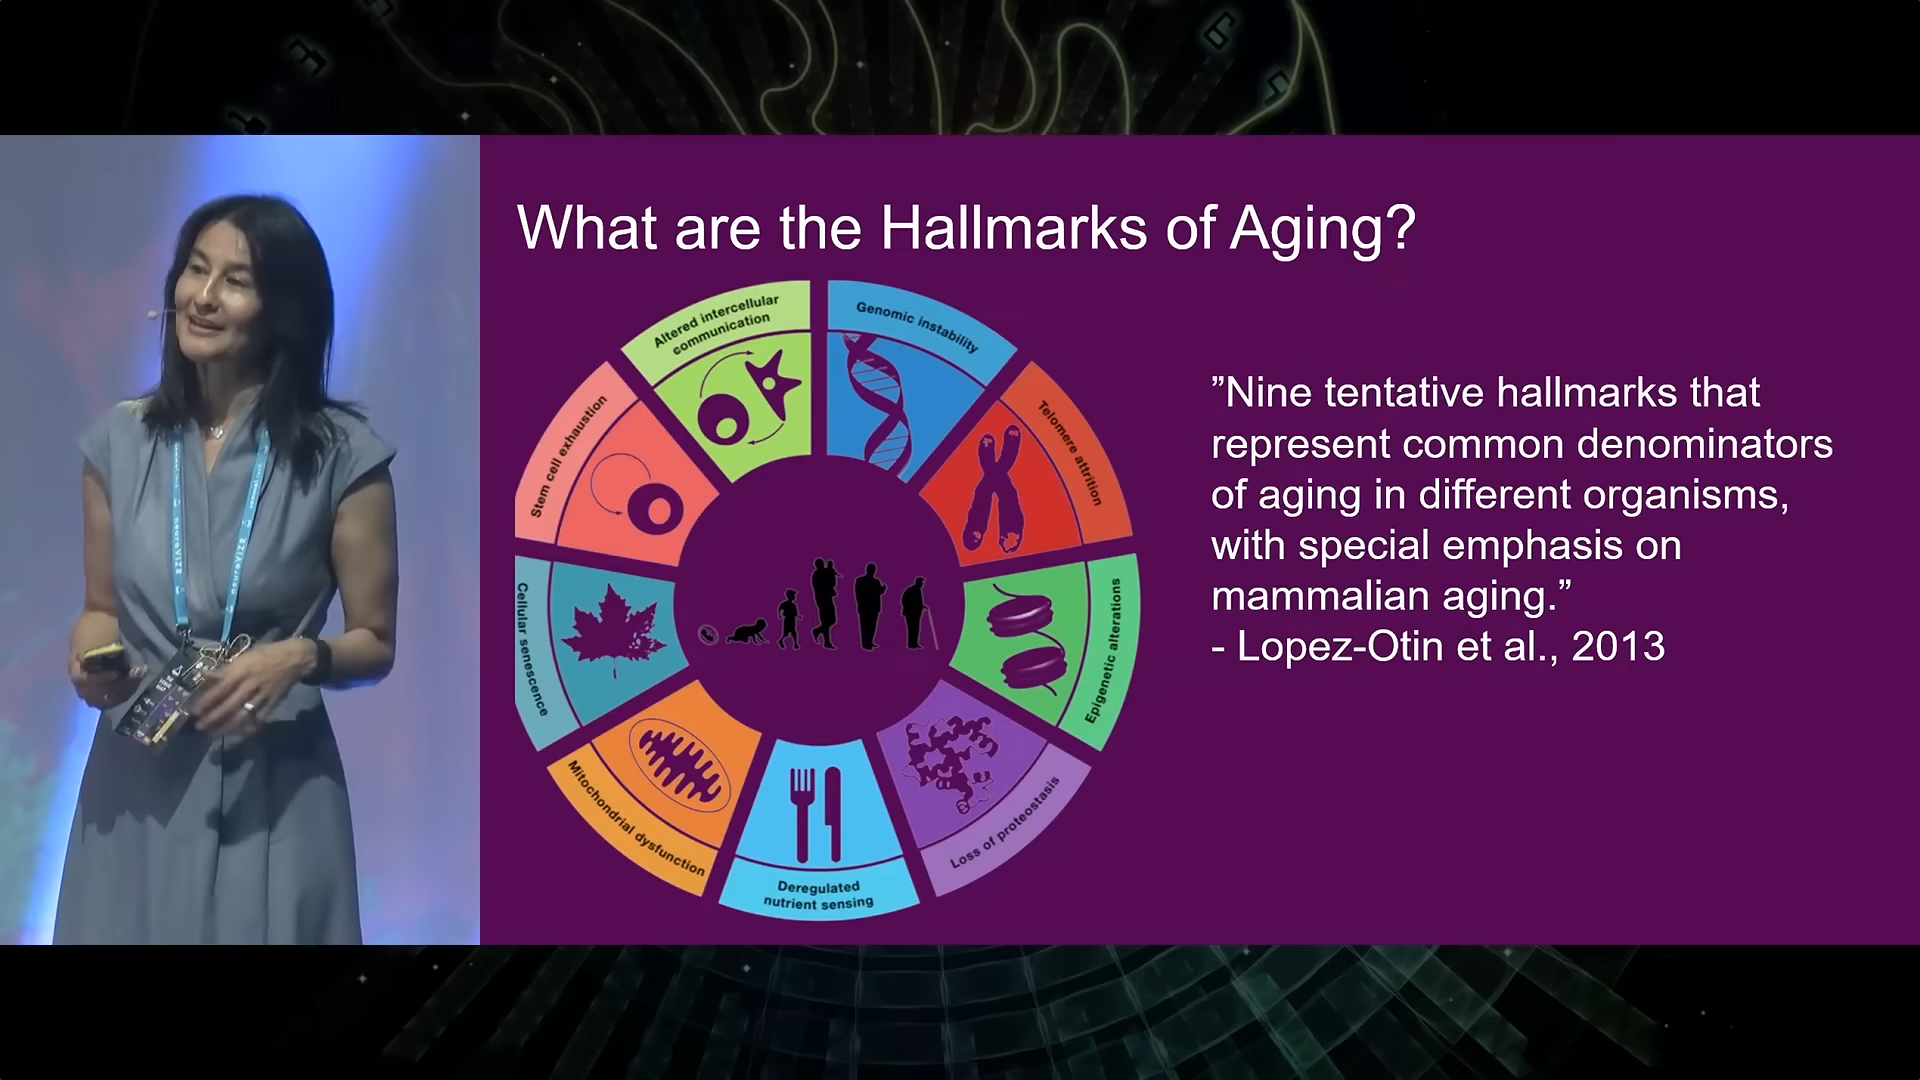 What are the Hallmarks of Aging?
Altered intercellular
communication
Genomic instability
Telomere attrition
Epigenetic alterations
Loss of proteostasis
Deregulated
nutrient sensing
Mitochondrial dysfunction
Cellular senescence
Stem cell exhaustion
”Nine tentative hallmarks that
represent common denominators
of aging in different organisms,
with special emphasis on
mammalian aging.”
- Lopez-Otin et al., 2013